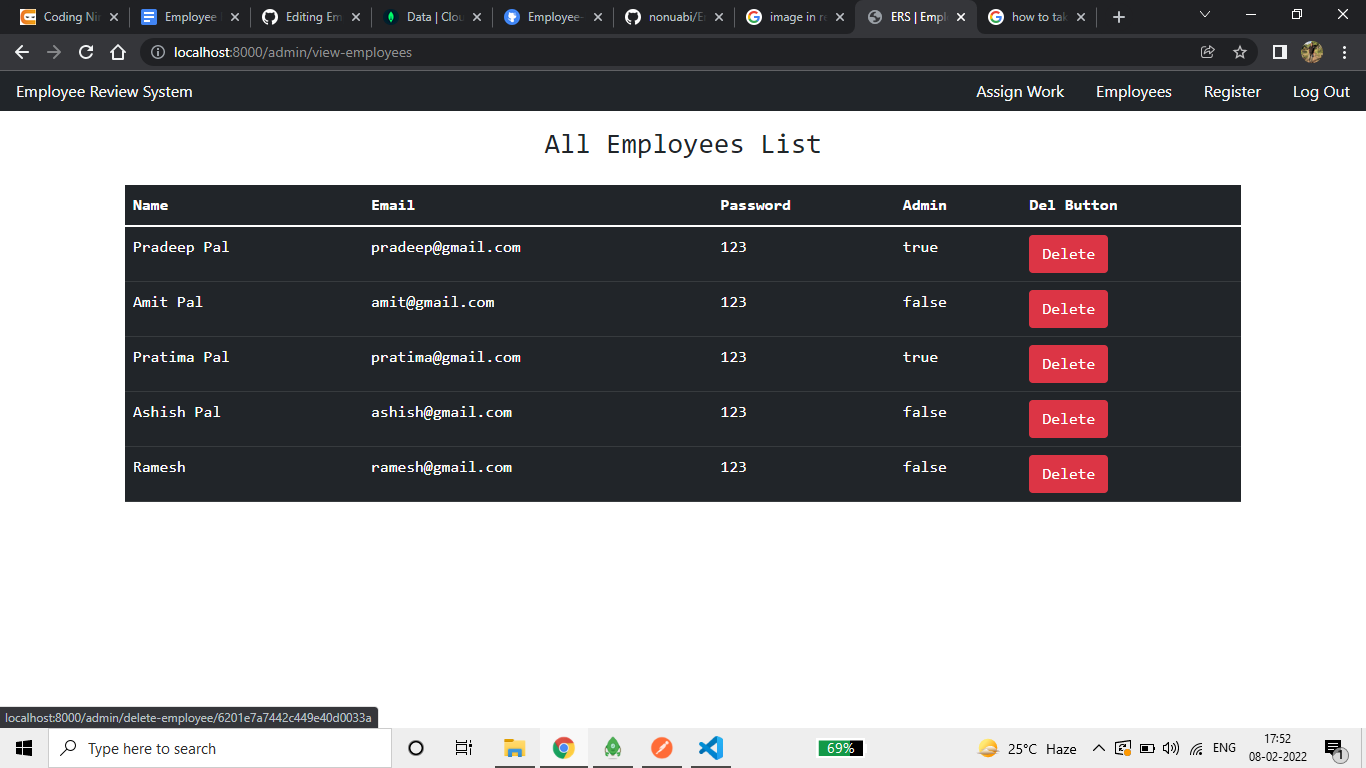 Coding Nin
Employee
Editing Em
Data | Clou
Employee-
nonuabi/E
image in re
ERS | Empl
how to tak
localhost:8000/admin/view-employees
Employee Review System Assign Work Employees Register Log Out
All Employees List
Name Email Password Admin Del Button
Pradeep Pal pradeep@gmail.com 123 true Delete
Amit Pal amit@gmail.com 123 false Delete
Pratima Pal pratima@gmail.com 123 true Delete
Ashish Pal ashish@gmail.com 123 false Delete
Ramesh ramesh@gmail.com 123 false Delete
localhost:8000/admin/delete-employee/6201e7a7442c449e40d0033a
Type here to search
69%
25°C Haze
ENG
17:52
08-02-2022
1